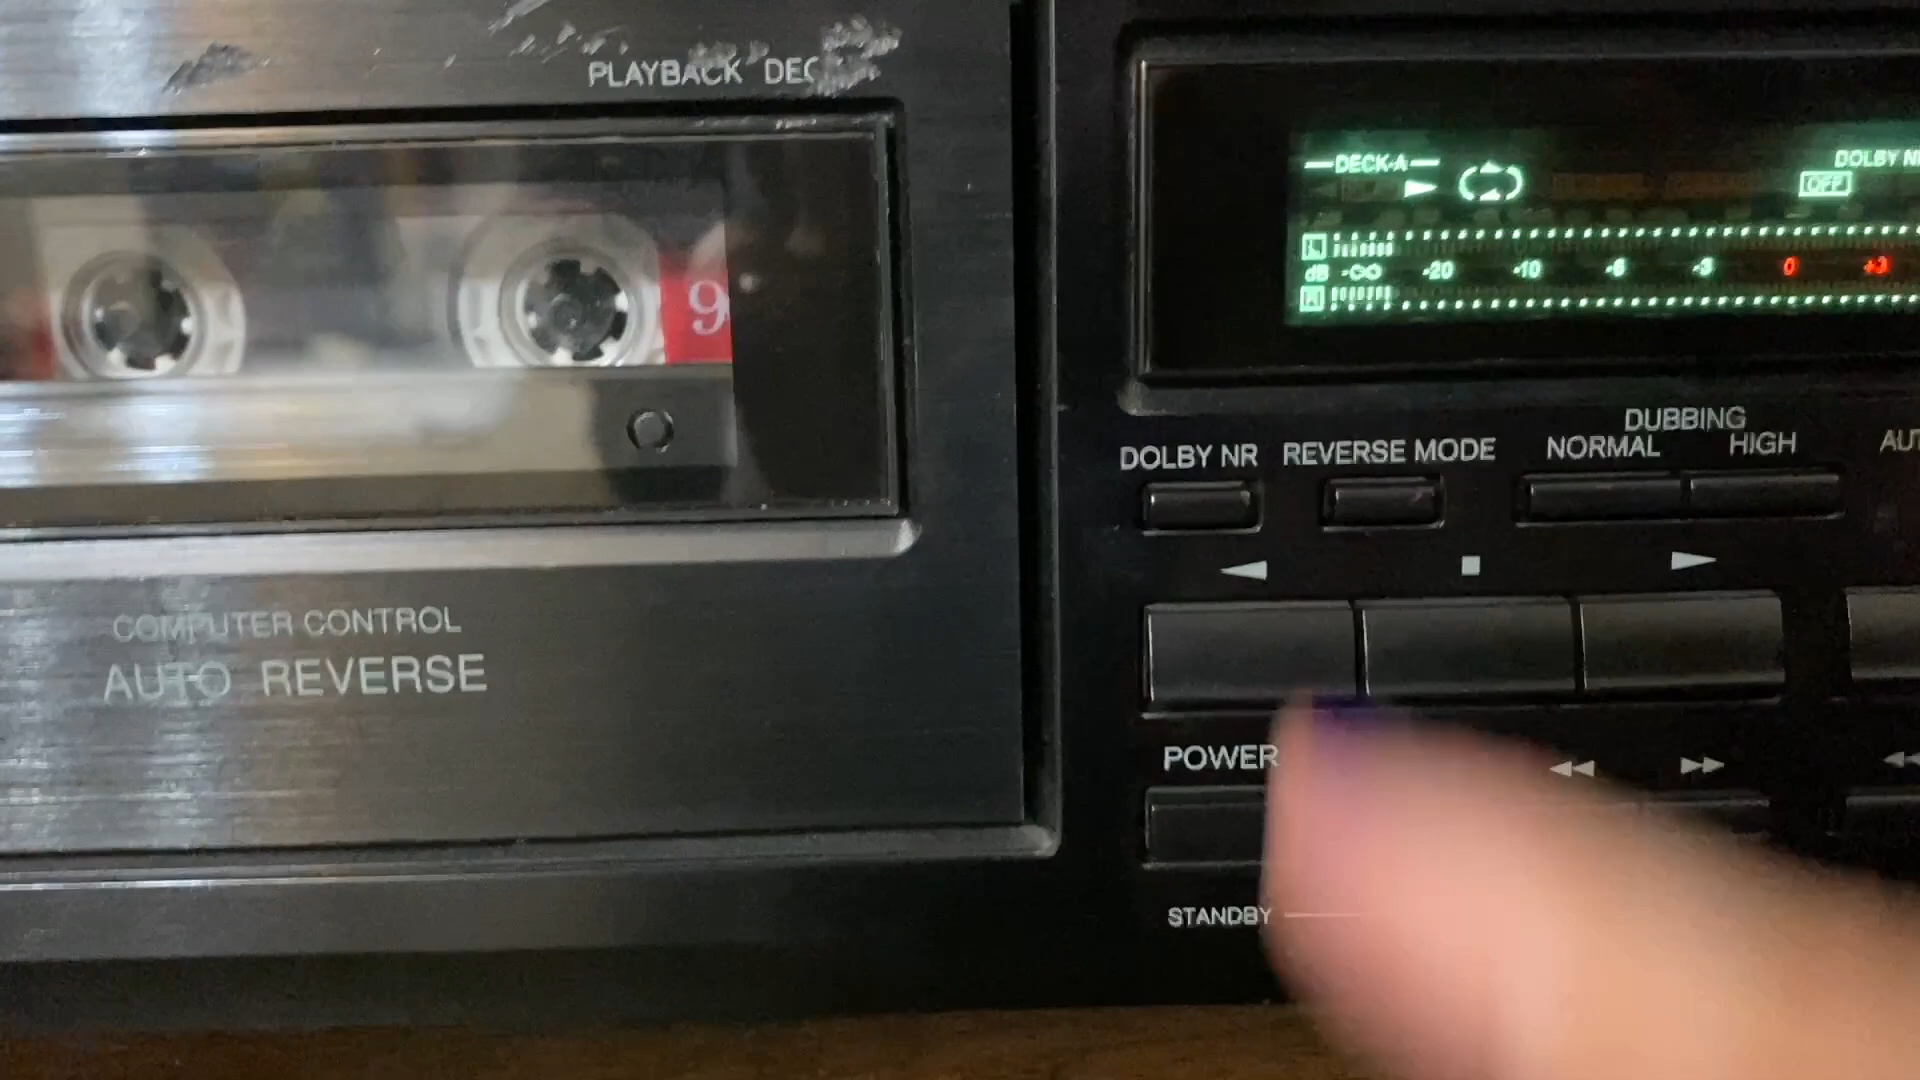 PLAYBACK
DECK-A
DOLBY
OFF
L
dB -∞ -20 -10 -6 -3 0 +3
R
9
DUBBING
DOLBY NR REVERSE MODE NORMAL HIGH
COMPUTER CONTROL
AUTO REVERSE
POWER
STANDBY